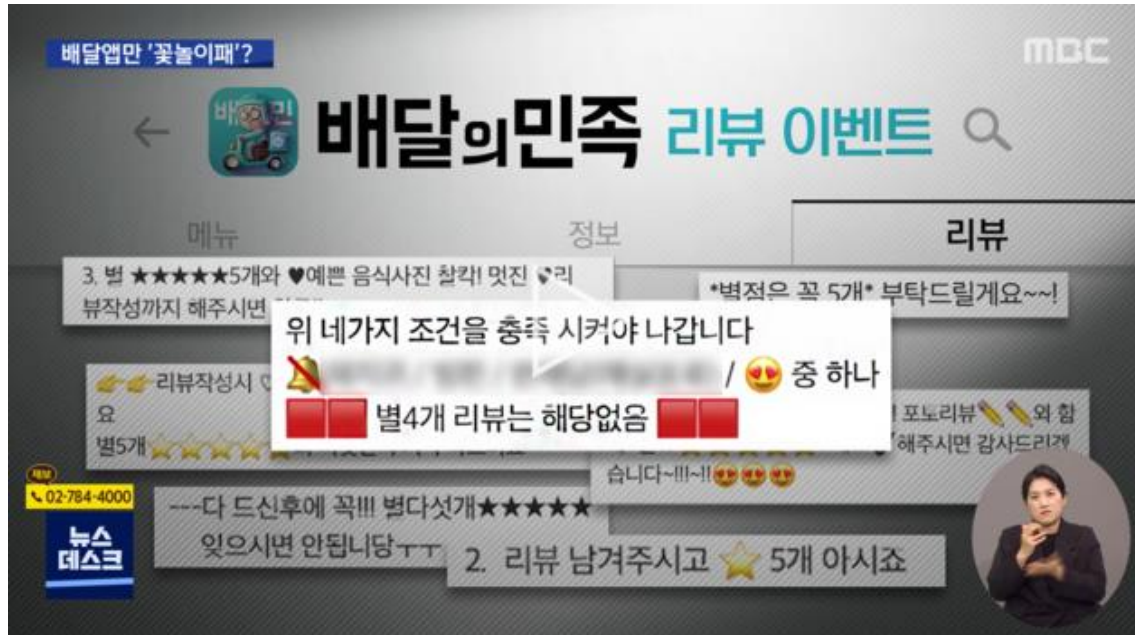 배달앱만 '꽃놀이패'?
MBC
←
배달의민족 리뷰 이벤트
메뉴
정보
리뷰
3. 별 ★★★★★5개와 ♥예쁜 음식사진 찰칵! 멋진 리
뷰작성까지 해주시면
*별점은 꼭 5개* 부탁드릴게요~~!
위 네가지 조건을 충족 시켜야 나갑니다
/ 😍 중 하나
🟥🟥 별4개 리뷰는 해당없음 🟥🟥
👉👉리뷰작성시
요
별5개⭐⭐⭐⭐⭐
포토리뷰✏️✏️와 함
해주시면 감사드리겠
습니다~!!!~!!😍😍😍
---다 드신후에 꼭!!! 별다섯개★★★★★
잊으시면 안됩니당ㅜㅜ
2. 리뷰 남겨주시고 ⭐ 5개 아시죠
제보
02-784-4000
뉴스
데스크